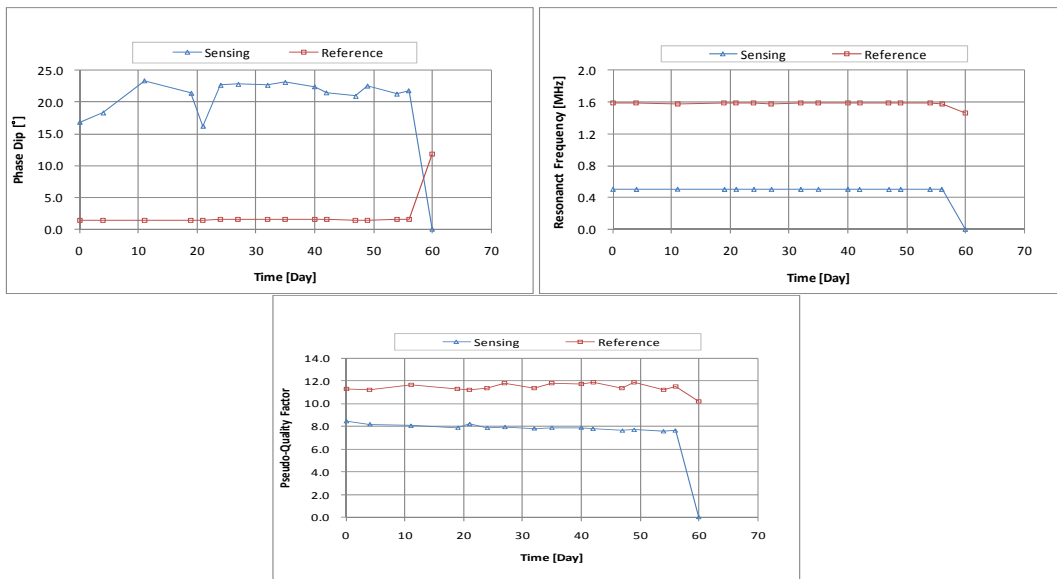 Sensing Reference
25.0
20.0
15.0
10.0
5.0
0.0
Phase Dip [°]
0 10 20 30 40 50 60 70
Time [Day]
Sensing Reference
2.0
1.6
1.2
0.8
0.4
0.0
Resonanct Frequency [MHz]
0 10 20 30 40 50 60 70
Time [Day]
Sensing Reference
14.0
12.0
10.0
8.0
6.0
4.0
2.0
0.0
Pseudo-Quality Factor
0 10 20 30 40 50 60 70
Time [Day]